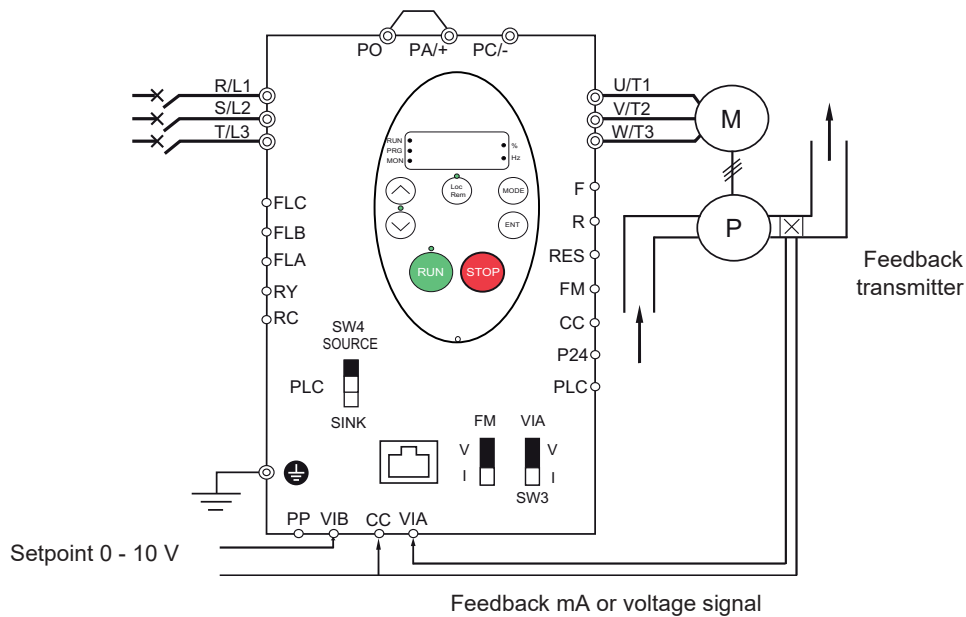 PO PA/+ PC/-
R/L1
S/L2
T/L3
U/T1
V/T2
W/T3
M
RUN
PRG
MON
%
Hz
Loc
Rem
MODE
ENT
RUN
STOP
FLC
FLB
FLA
RY
RC
F
R
RES
FM
CC
P24
PLC
P
Feedback
transmitter
SW4
SOURCE
PLC
SINK
FM VIA
V V
I I
SW3
PP VIB CC VIA
Setpoint 0 - 10 V
Feedback mA or voltage signal